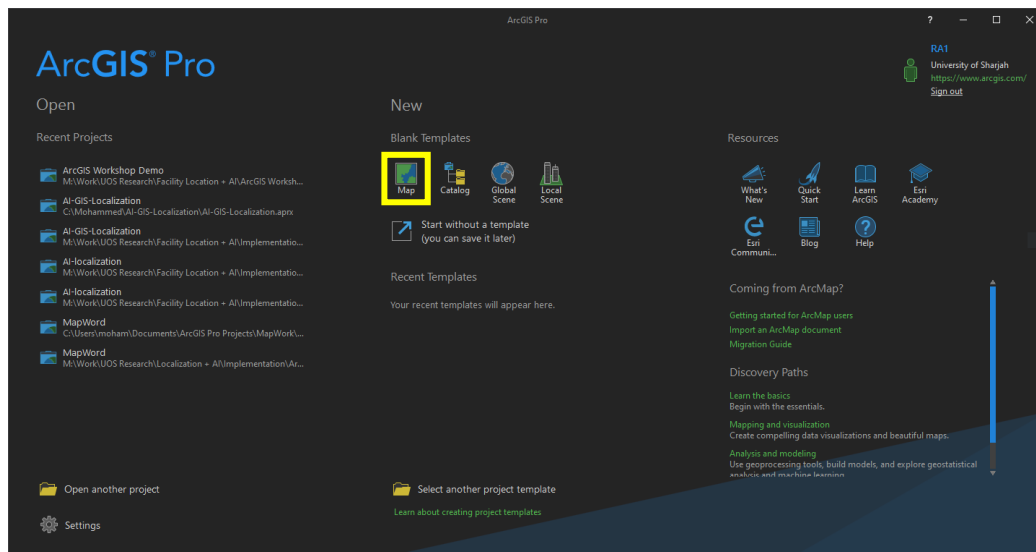 ArcGIS Pro
?
ArcGIS® Pro
RA1
University of Sharjah
https://www.arcgis.com/
Sign out
Open
Recent Projects
ArcGIS Workshop Demo
M:\Work\UOS Research\Facility Location + AI\ArcGIS Worksh...
AI-GIS-Localization
C:\Mohammed\AI-GIS-Localization\AI-GIS-Localization.aprx
AI-GIS-Localization
M:\Work\UOS Research\Facility Location + AI\Implementatio...
AI-localization
M:\Work\UOS Research\Facility Location + AI\Implementatio...
AI-localization
M:\Work\UOS Research\Facility Location + AI\Implementatio...
MapWord
C:\Users\moham\Documents\ArcGIS Pro Projects\MapWork\...
MapWord
M:\Work\UOS Research\Localization + AI\Implementation\Ar...
Open another project
Settings
New
Blank Templates
Map
Catalog
Global
Scene
Local
Scene
Start without a template
(you can save it later)
Recent Templates
Your recent templates will appear here.
Select another project template
Learn about creating project templates
Resources
What's
New
Quick
Start
Learn
ArcGIS
Esri
Academy
Esri
Communi...
Blog
Help
Coming from ArcMap?
Getting started for ArcMap users
Import an ArcMap document
Migration Guide
Discovery Paths
Learn the basics
Begin with the essentials.
Mapping and visualization
Create compelling data visualizations and beautiful maps.
Analysis and modeling
Use geoprocessing tools, build models, and explore geostatistical
analysis and machine learning